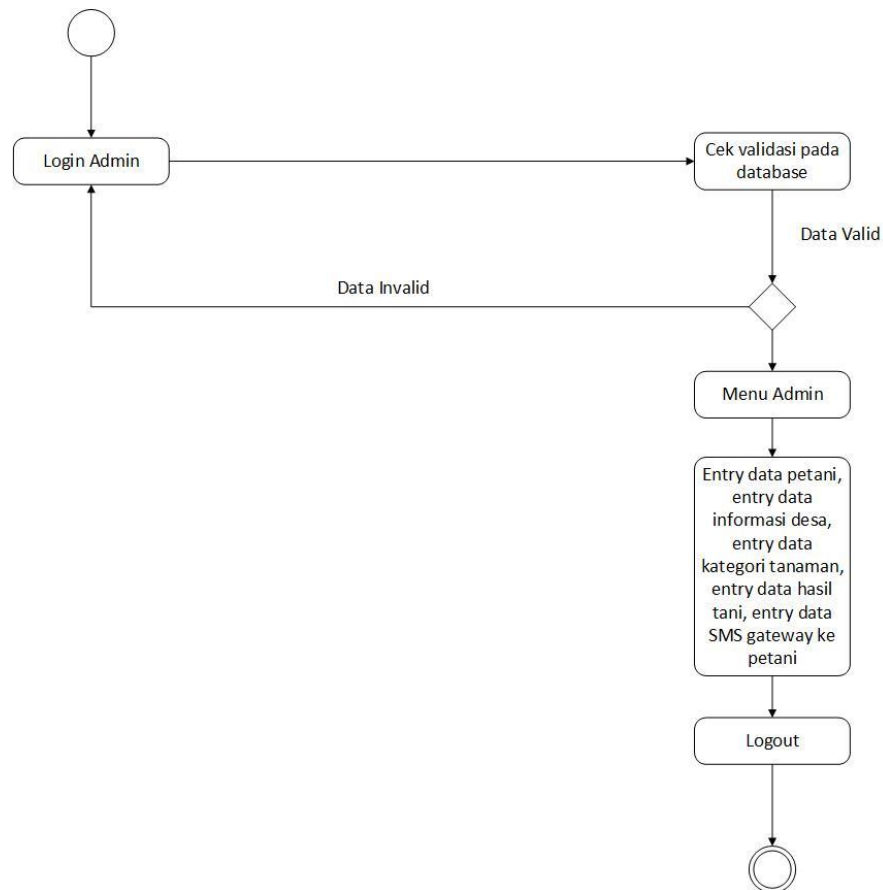 Login Admin
Cek validasi pada
database
Data Valid
Data Invalid
Menu Admin
Entry data petani,
entry data
informasi desa,
entry data
kategori tanaman,
entry data hasil
tani, entry data
SMS gateway ke
petani
Logout